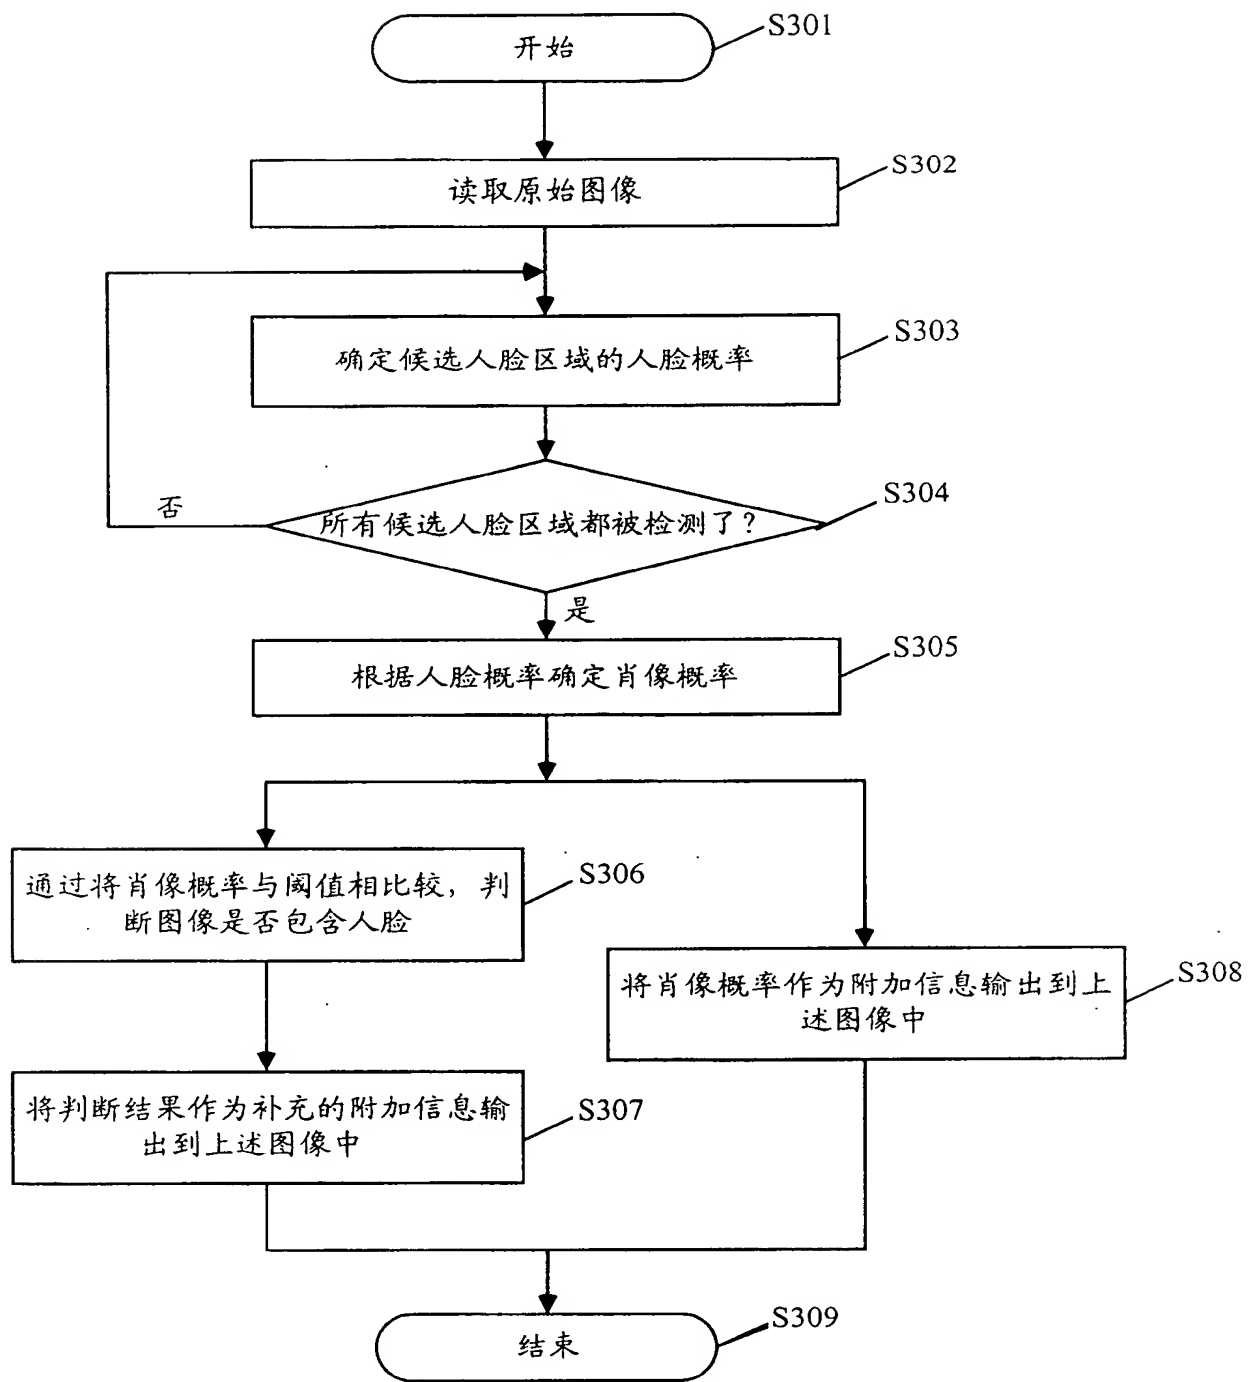 开始
S301
读取原始图像
S302
确定候选人脸区域的人脸概率
S303
所有候选人脸区域都被检测了？
S304
否
是
根据人脸概率确定肖像概率
S305
通过将肖像概率与阈值相比较，判
断图像是否包含人脸
S306
将肖像概率作为附加信息输出到上
述图像中
S308
将判断结果作为补充的附加信息输
出到上述图像中
S307
结束
S309